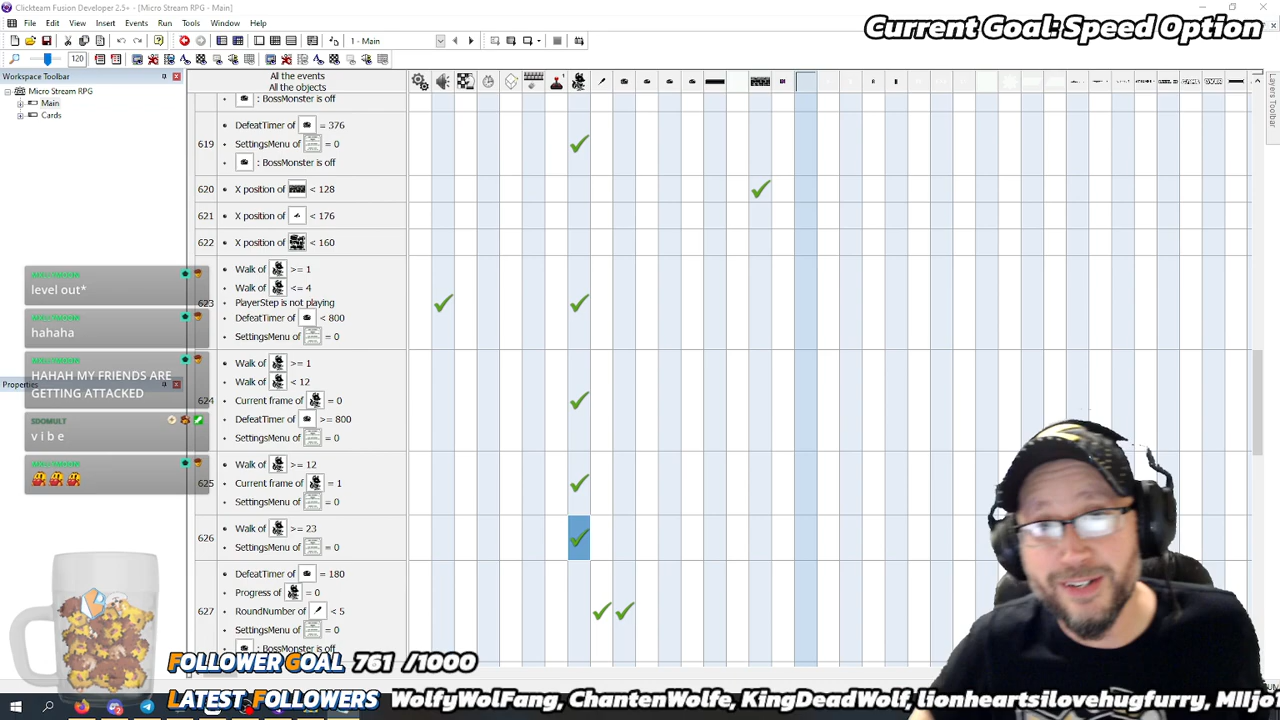 Clickteam Fusion Developer 2.5+ - [Micro Stream RPG - Main]
Current Goal: Speed Option
File Edit View Insert Events Run Tools Window Help
1 - Main
120
Workspace Toolbar
Micro Stream RPG
Main
Cards
Layers Toolbar
All the events
All the objects
: BossMonster is off
619
DefeatTimer of = 376
SettingsMenu of = 0
: BossMonster is off
620 X position of < 128
621 X position of < 176
622 X position of < 160
623
Walk of >= 1
Walk of <= 4
PlayerStep is not playing
DefeatTimer of < 800
SettingsMenu of = 0
624
Walk of >= 1
Walk of < 12
Current frame of = 0
DefeatTimer of >= 800
SettingsMenu of = 0
625
Walk of >= 12
Current frame of = 1
SettingsMenu of = 0
626
Walk of >= 23
SettingsMenu of = 0
627
DefeatTimer of = 180
Progress of = 0
RoundNumber of < 5
SettingsMenu of = 0
: BossMonster is off
level out*
hahaha
HAHAH MY FRIENDS ARE
GETTING ATTACKED
Properties
SDOMULT
v i b e
Follower Goal 761 /1000
Latest Followers WolfyWolFang, ChantenWolfe, KingDeadWolf, lionheartsilovehugfurry, MIIjo